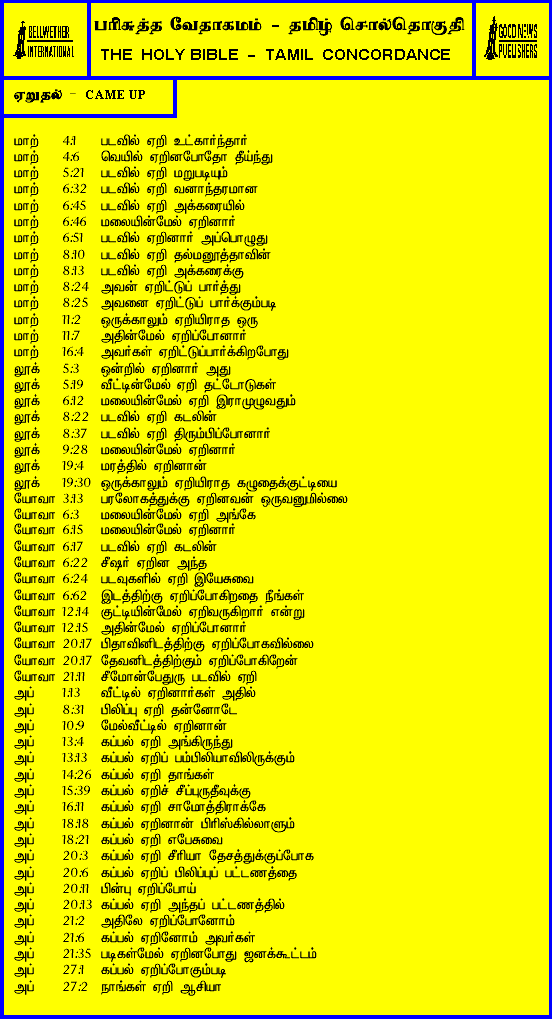 BELLWETHER INTERNATIONAL
பரிசுத்த வேதாகமம் - தமிழ் சொல்தொகுதி
THE HOLY BIBLE - TAMIL CONCORDANCE
GOOD NEWS PUBLISHERS
ஏறுதல் - CAME UP
மாற் 4:1 படவில் ஏறி உட்கார்ந்தார்
மாற் 4:6 வெயில் ஏறினபோதோ தீய்ந்து
மாற் 5:21 படவில் ஏறி மறுபடியும்
மாற் 6:32 படவில் ஏறி வனாந்தரமான
மாற் 6:45 படவில் ஏறி அக்கரையில்
மாற் 6:46 மலையின்மேல் ஏறினார்
மாற் 6:51 படவில் ஏறினார் அப்பொழுது
மாற் 8:10 படவில் ஏறி தல்மனூத்தாவின்
மாற் 8:13 படவில் ஏறி அக்கரைக்கு
மாற் 8:24 அவன் ஏறிட்டுப் பார்த்து
மாற் 8:25 அவனை ஏறிட்டுப் பார்க்கும்படி
மாற் 11:2 ஒருக்காலும் ஏறியிராத ஒரு
மாற் 11:7 அதின்மேல் ஏறிப்போனார்
மாற் 16:4 அவர்கள் ஏறிட்டுப்பார்க்கிறபோது
லூக் 5:3 ஒன்றில் ஏறினார் அது
லூக் 5:19 வீட்டின்மேல் ஏறி தட்டோடுகள்
லூக் 6:12 மலையின்மேல் ஏறி இராமுழுவதும்
லூக் 8:22 படவில் ஏறி கடலின்
லூக் 8:37 படவில் ஏறி திரும்பிப்போனார்
லூக் 9:28 மலையின்மேல் ஏறினார்
லூக் 19:4 மரத்தில் ஏறினான்
லூக் 19:30 ஒருக்காலும் ஏறியிராத கழுதைக்குட்டியை
யோவா 3:13 பரலோகத்துக்கு ஏறினவன் ஒருவனுமில்லை
யோவா 6:3 மலையின்மேல் ஏறி அங்கே
யோவா 6:15 மலையின்மேல் ஏறினார்
யோவா 6:17 படவில் ஏறி கடலின்
யோவா 6:22 சீஷர் ஏறின அந்த
யோவா 6:24 படவுகளில் ஏறி இயேசுவை
யோவா 6:62 இடத்திற்கு ஏறிப்போகிறதை நீங்கள்
யோவா 12:14 குட்டியின்மேல் ஏறிவருகிறார் என்று
யோவா 12:15 அதின்மேல் ஏறிப்போனார்
யோவா 20:17 பிதாவினிடத்திற்கு ஏறிப்போகவில்லை
யோவா 20:17 தேவனிடத்திற்கும் ஏறிப்போகிறேன்
யோவா 21:11 சீமோன்பேதுரு படவில் ஏறி
அப் 1:13 வீட்டில் ஏறினார்கள் அதில்
அப் 8:31 பிலிப்பு ஏறி தன்னோடே
அப் 10:9 மேல்வீட்டில் ஏறினான்
அப் 13:4 கப்பல் ஏறி அங்கிருந்து
அப் 13:13 கப்பல் ஏறிப் பம்பிலியாவிலிருக்கும்
அப் 14:26 கப்பல் ஏறி தாங்கள்
அப் 15:39 கப்பல் ஏறிச் சீப்புருதீவுக்கு
அப் 16:11 கப்பல் ஏறி சாமோத்திராக்கே
அப் 18:18 கப்பல் ஏறினான் பிரிஸ்கில்லாளும்
அப் 18:21 கப்பல் ஏறி எபேசுவை
அப் 20:3 கப்பல் ஏறி சீரியா தேசத்துக்குப்போக
அப் 20:6 கப்பல் ஏறிப் பிலிப்புப் பட்டணத்தை
அப் 20:11 பின்பு ஏறிப்போய்
அப் 20:13 கப்பல் ஏறி அந்தப் பட்டணத்தில்
அப் 21:2 அதிலே ஏறிப்போனோம்
அப் 21:6 கப்பல் ஏறினோம் அவர்கள்
அப் 21:35 படிகள்மேல் ஏறினபோது ஜனக்கூட்டம்
அப் 27:1 கப்பல் ஏறிப்போகும்படி
அப் 27:2 நாங்கள் ஏறி ஆசியா